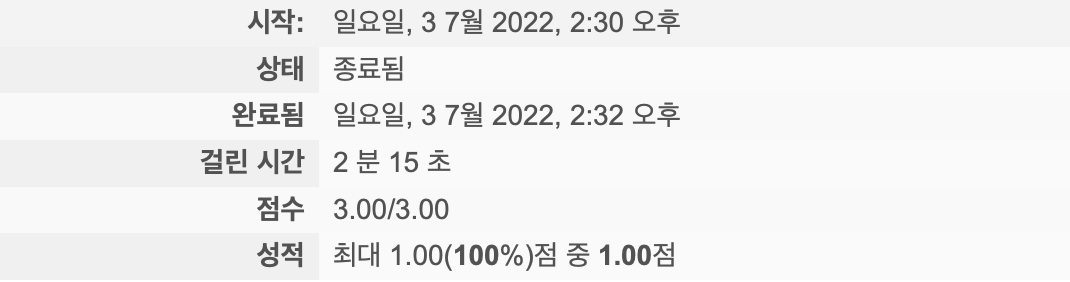 시작: 일요일, 3 7월 2022, 2:30 오후
상태 종료됨
완료됨 일요일, 3 7월 2022, 2:32 오후
걸린 시간 2 분 15 초
점수 3.00/3.00
성적 최대 1.00(100%)점 중 1.00점